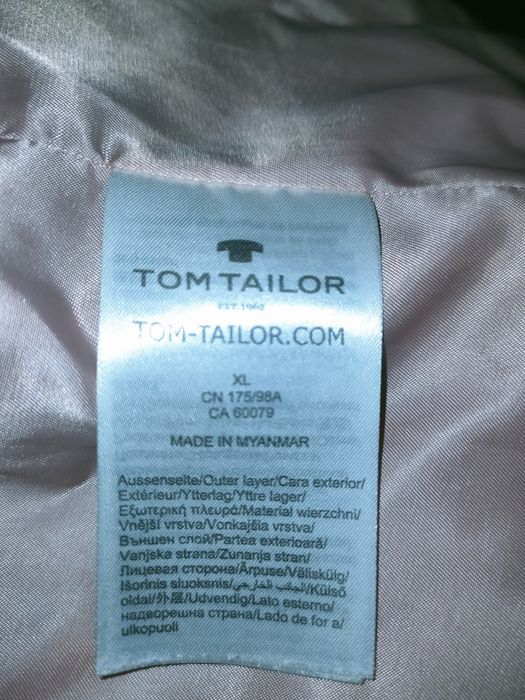 TOM TAILOR
EST.1962
TOM-TAILOR.COM
XL
CN 175/98A
CA 60079
MADE IN MYANMAR
Aussenseite/Outer layer/Cara exterior/
Extérieur/Ytterlag/Yttre lager/
Εξωτερική πλευρά/Materiał wierzchni/
Vnější vrstva/Vonkajšia vrstva/
Външен слой/Partea exterioară/
Vanjska strana/Zunanja stran/
Лицевая сторона/Ärpuse/Väliskülg/
Išorinis sluoksnis/الجانب الخارجي/Külső
oldal/外层/Udvendig/Lato esterno/
надворешна страна/Lado de for a/
ulkopuoli